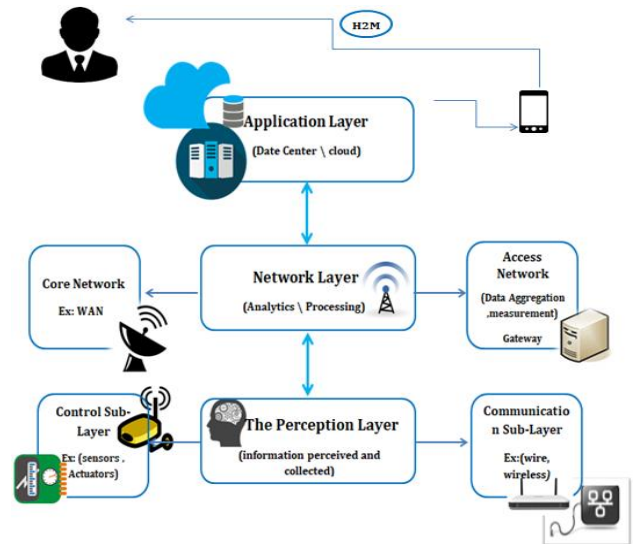 H2M
Application Layer
(Date Center \ cloud)
Core Network
Ex: WAN
Network Layer
(Analytics \ Processing)
Access
Network
(Data Aggregation
,measurement)
Gateway
Control Sub-
Layer
Ex: (sensors ,
Actuators)
The Perception Layer
(information perceived and
collected)
Communicatio
n Sub-Layer
Ex:(wire,
wireless)